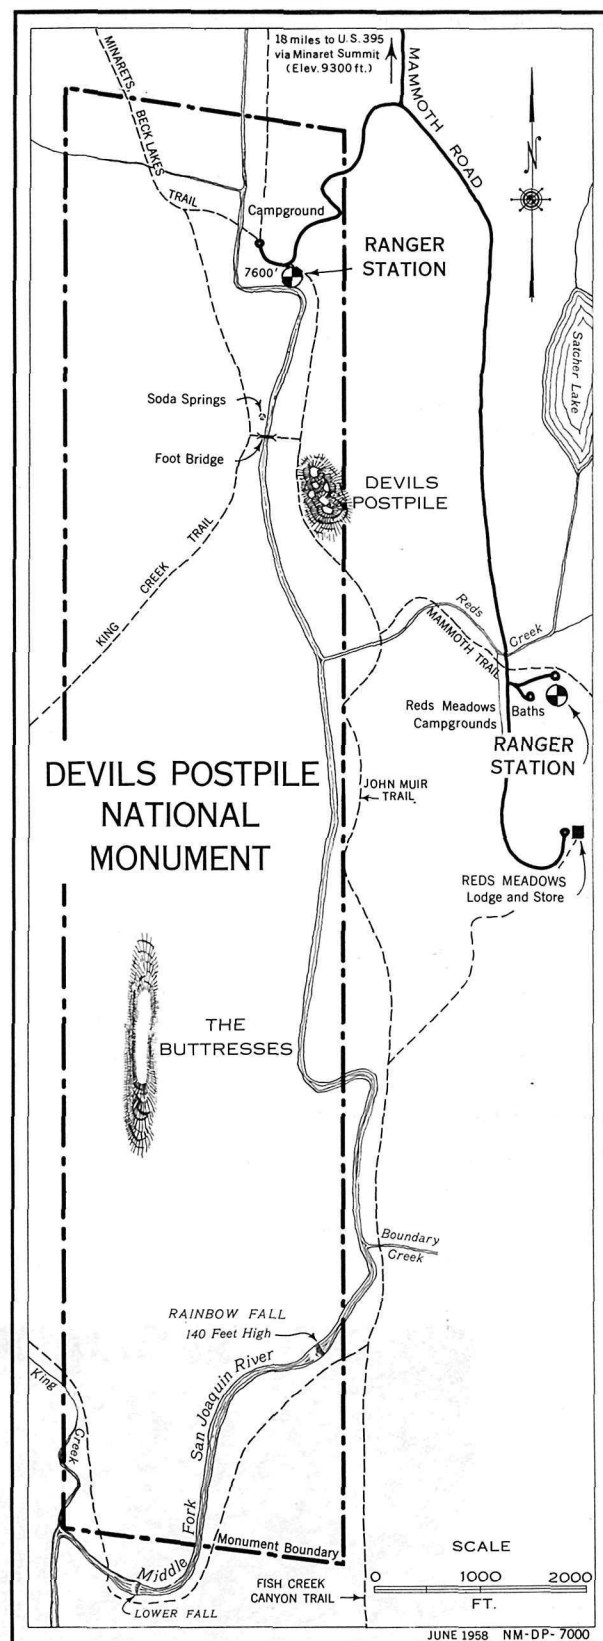 18 miles to U.S. 395
via Minaret Summit
(Elev. 9300 ft.)
MAMMOTH ROAD
MINARETS,
BECK LAKES
TRAIL
N
Campground
RANGER
STATION
7600'
Satcher Lake
Soda Springs
Foot Bridge
DEVILS
POSTPILE
KING CREEK TRAIL
Reds Creek
MAMMOTH TRAIL
Reds Meadows
Campgrounds
Baths
RANGER
STATION
DEVILS POSTPILE
NATIONAL
MONUMENT
JOHN MUIR
TRAIL
REDS MEADOWS
Lodge and Store
THE
BUTTRESSES
Boundary
Creek
RAINBOW FALL
140 Feet High
King Creek
Middle Fork San Joaquin River
Monument Boundary
LOWER FALL
FISH CREEK
CANYON TRAIL
SCALE
0 1000 2000
FT.
JUNE 1958 NM-DP-7000